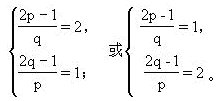 { (2p-1)/q = 2, (2q-1)/p = 1; 或 { (2p-1)/q = 1, (2q-1)/p = 2。